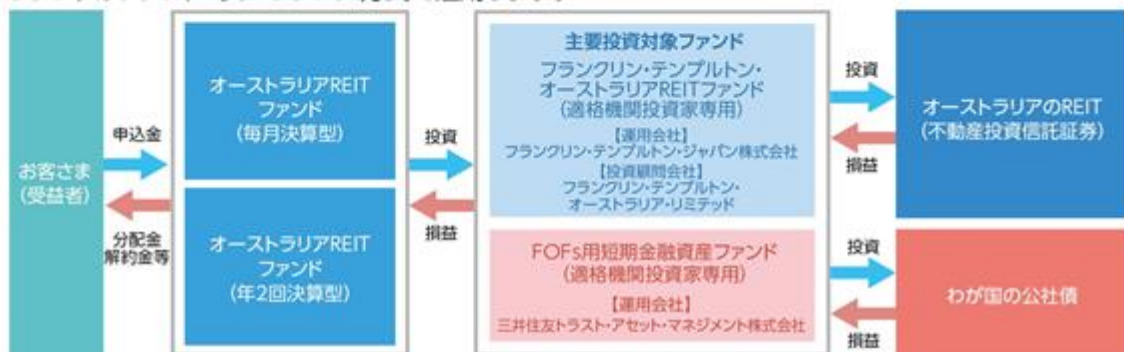 お客さま
(受益者)
申込金
分配金
解約金等
オーストラリアREIT
ファンド
(毎月決算型)
オーストラリアREIT
ファンド
(年2回決算型)
投資
損益
主要投資対象ファンド
フランクリン・テンプルトン・
オーストラリアREITファンド
(適格機関投資家専用)
【運用会社】
フランクリン・テンプルトン・ジャパン株式会社
【投資顧問会社】
フランクリン・テンプルトン・
オーストラリア・リミテッド
FOFs用短期金融資産ファンド
(適格機関投資家専用)
【運用会社】
三井住友トラスト・アセット・マネジメント株式会社
投資
損益
オーストラリアのREIT
(不動産投資信託証券)
投資
損益
わが国の公社債